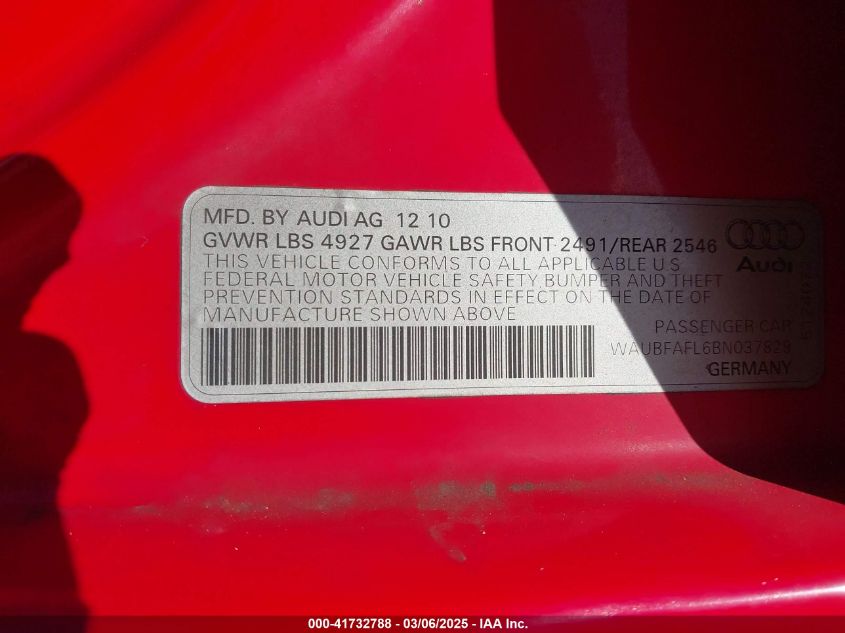 MFD. BY AUDI AG 12 10
GVWR LBS 4927 GAWR LBS FRONT 2491/REAR 2546
THIS VEHICLE CONFORMS TO ALL APPLICABLE U S
FEDERAL MOTOR VEHICLE SAFETY, BUMPER AND THEFT
PREVENTION STANDARDS IN EFFECT ON THE DATE OF
MANUFACTURE SHOWN ABOVE
Audi
PASSENGER CAR
WAUBFAFL6BN037829
GERMANY
000-41732788 - 03/06/2025 - IAA Inc.